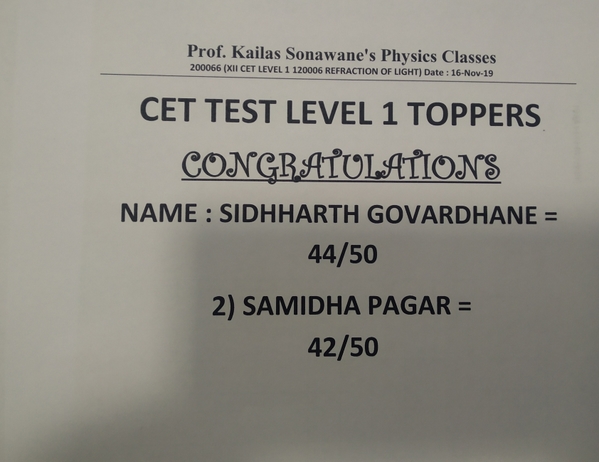 Prof. Kailas Sonawane's Physics Classes
200066 (XII CET LEVEL 1 120006 REFRACTION OF LIGHT) Date : 16-Nov-19
CET TEST LEVEL 1 TOPPERS
CONGRATULATIONS
NAME : SIDHHARTH GOVARDHANE =
44/50
2) SAMIDHA PAGAR =
42/50